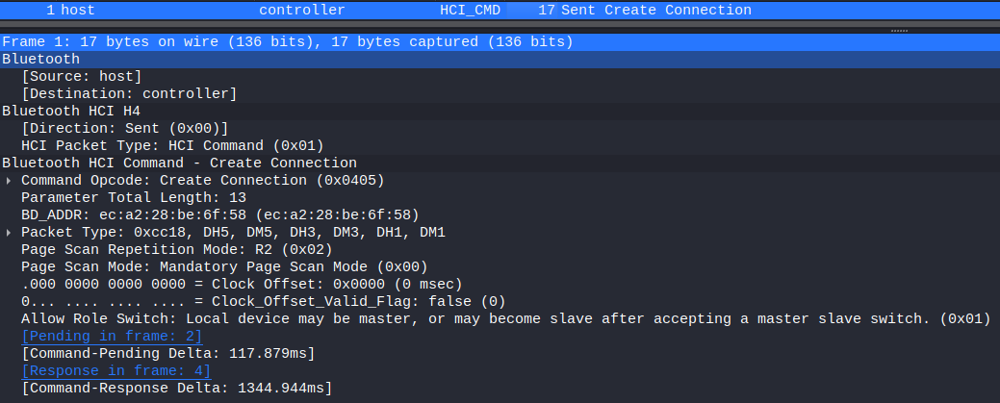 1 host controller HCI_CMD 17 Sent Create Connection
Frame 1: 17 bytes on wire (136 bits), 17 bytes captured (136 bits)
Bluetooth
[Source: host]
[Destination: controller]
Bluetooth HCI H4
[Direction: Sent (0x00)]
HCI Packet Type: HCI Command (0x01)
Bluetooth HCI Command - Create Connection
Command Opcode: Create Connection (0x0405)
Parameter Total Length: 13
BD_ADDR: ec:a2:28:be:6f:58 (ec:a2:28:be:6f:58)
Packet Type: 0xcc18, DH5, DM5, DH3, DM3, DH1, DM1
Page Scan Repetition Mode: R2 (0x02)
Page Scan Mode: Mandatory Page Scan Mode (0x00)
.000 0000 0000 0000 = Clock Offset: 0x0000 (0 msec)
0... .... .... .... = Clock_Offset_Valid_Flag: false (0)
Allow Role Switch: Local device may be master, or may become slave after accepting a master slave switch. (0x01)
[Pending in frame: 2]
[Command-Pending Delta: 117.879ms]
[Response in frame: 4]
[Command-Response Delta: 1344.944ms]